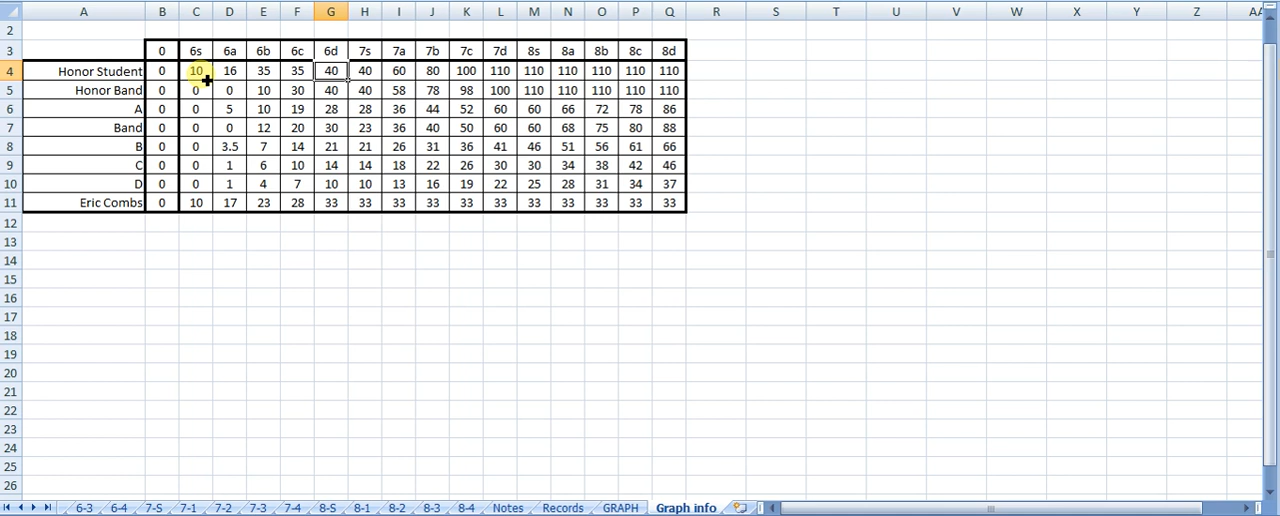 A B C D E F G H I J K L M N O P Q R S T U V W X Y Z AA
2
3 0 6s 6a 6b 6c 6d 7s 7a 7b 7c 7d 8s 8a 8b 8c 8d
4 Honor Student 0 10 16 35 35 40 40 60 80 100 110 110 110 110 110 110
5 Honor Band 0 0 0 10 30 40 40 58 78 98 100 110 110 110 110 110
6 A 0 0 5 10 19 28 28 36 44 52 60 60 66 72 78 86
7 Band 0 0 0 12 20 30 23 36 40 50 60 60 68 75 80 88
8 B 0 0 3.5 7 14 21 21 26 31 36 41 46 51 56 61 66
9 C 0 0 1 6 10 14 14 18 22 26 30 30 34 38 42 46
10 D 0 0 1 4 7 10 10 13 16 19 22 25 28 31 34 37
11 Eric Combs 0 10 17 23 28 33 33 33 33 33 33 33 33 33 33 33
12
13
14
15
16
17
18
19
20
21
22
23
24
25
26
6-3 6-4 7-S 7-1 7-2 7-3 7-4 8-S 8-1 8-2 8-3 8-4 Notes Records GRAPH Graph info